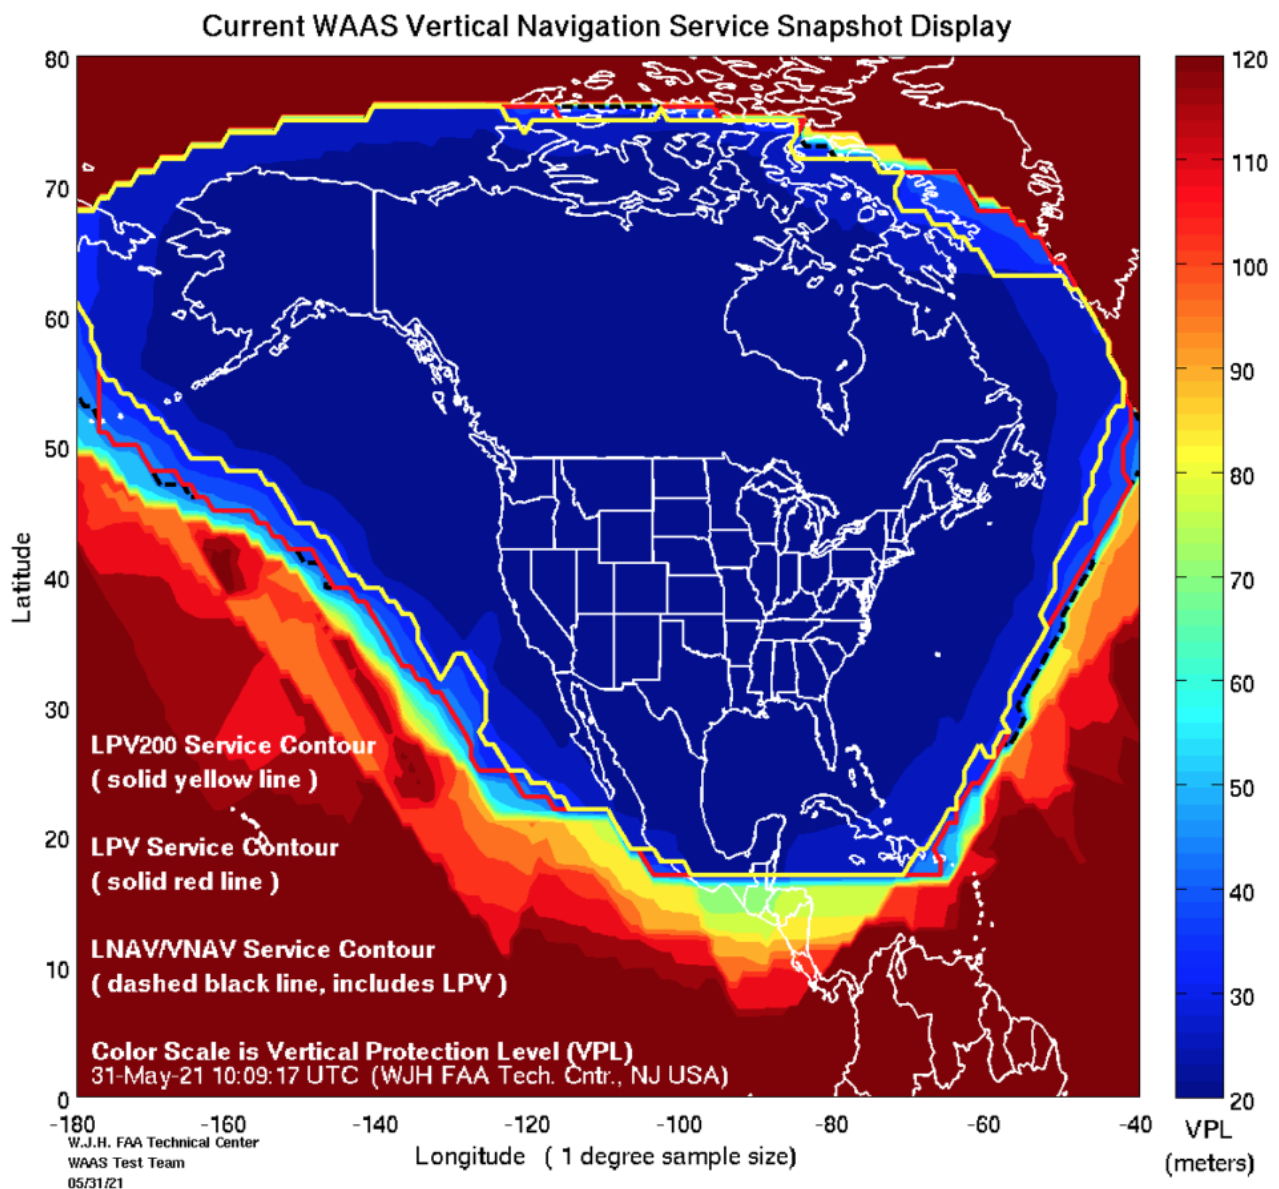 Current WAAS Vertical Navigation Service Snapshot Display
80
70
60
50
40
30
20
10
0
Latitude
-180
-160
-140
-120
-100
-80
-60
-40
Longitude ( 1 degree sample size)
LPV200 Service Contour
( solid yellow line )
LPV Service Contour
( solid red line )
LNAV/VNAV Service Contour
( dashed black line, includes LPV )
Color Scale is Vertical Protection Level (VPL)
31-May-21 10:09:17 UTC (WJH FAA Tech. Cntr., NJ USA)
120
110
100
90
80
70
60
50
40
30
20
VPL
(meters)
W.J.H. FAA Technical Center
WAAS Test Team
05/31/21